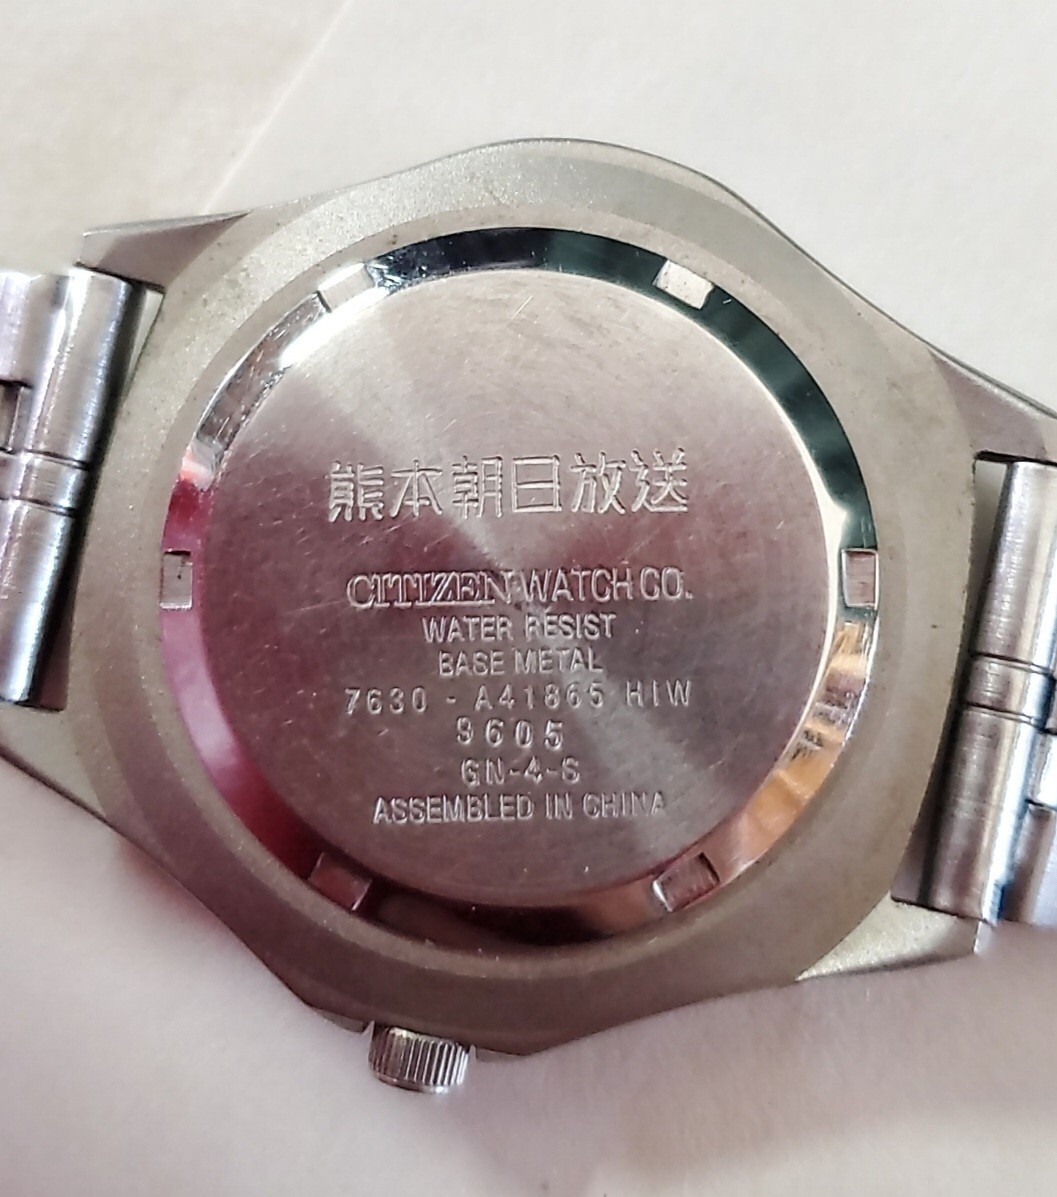 熊本朝日放送
CITIZEN WATCH CO.
WATER RESIST
BASE METAL
7630 - A41865 HIW
9605
GN-4-S
ASSEMBLED IN CHINA